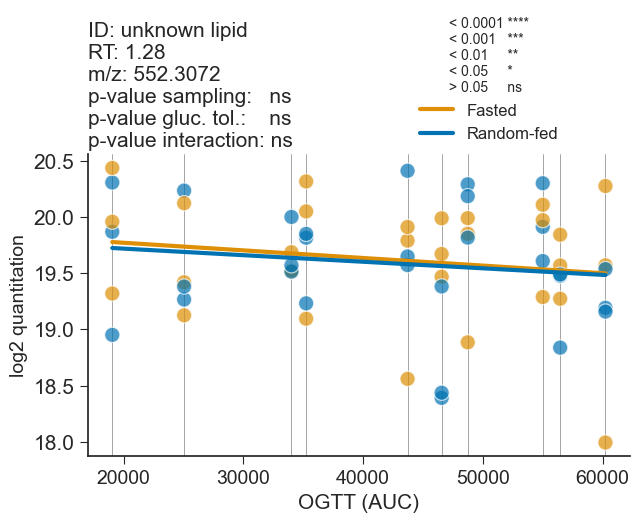 ID: unknown lipid
RT: 1.28
m/z: 552.3072
p-value sampling: ns
p-value gluc. tol.: ns
p-value interaction: ns
< 0.0001 ****
< 0.001 ***
< 0.01 **
< 0.05 *
> 0.05 ns
Fasted
Random-fed
20.5
20.0
19.5
19.0
18.5
18.0
log2 quantitation
20000
30000
40000
50000
60000
OGTT (AUC)